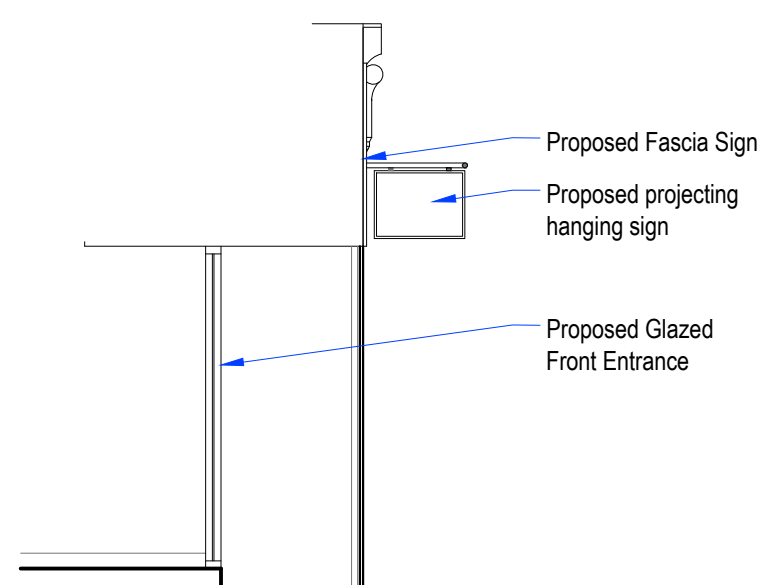 Proposed Fascia Sign
Proposed projecting
hanging sign
Proposed Glazed
Front Entrance